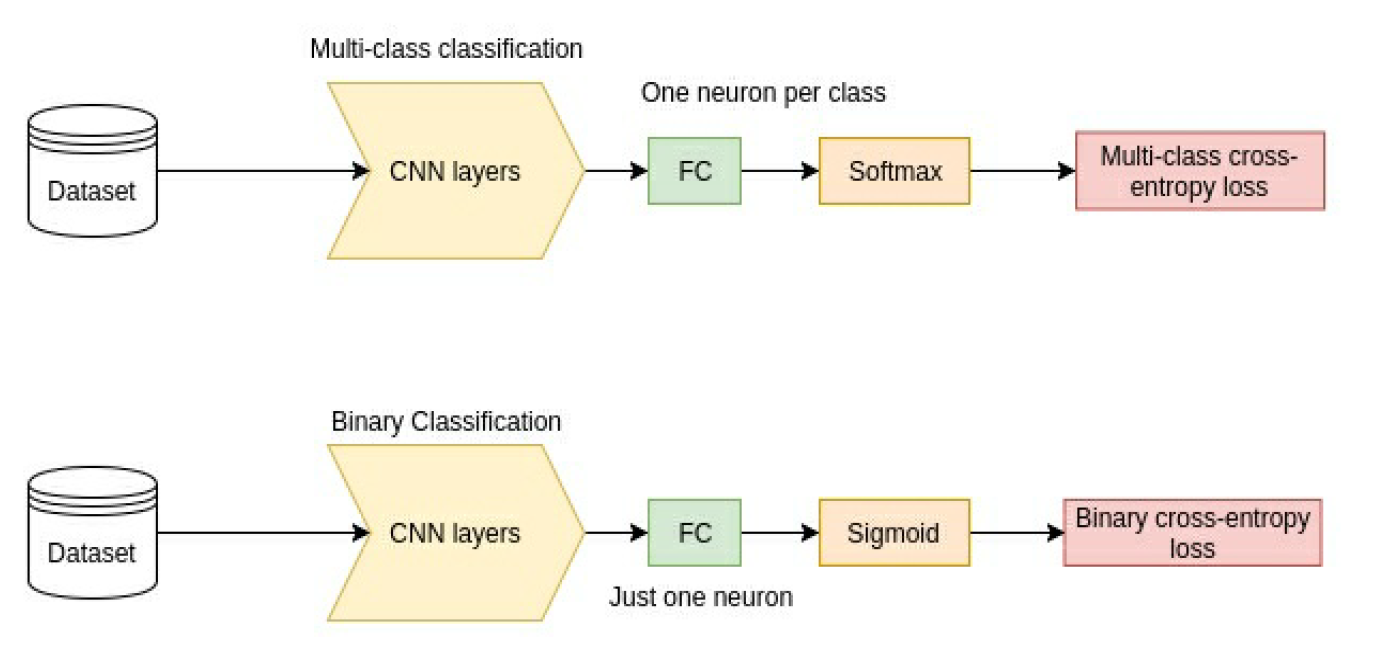 Multi-class classification
One neuron per class
Dataset
CNN layers
FC
Softmax
Multi-class cross-
entropy loss
Binary Classification
Dataset
CNN layers
FC
Sigmoid
Binary cross-entropy
loss
Just one neuron